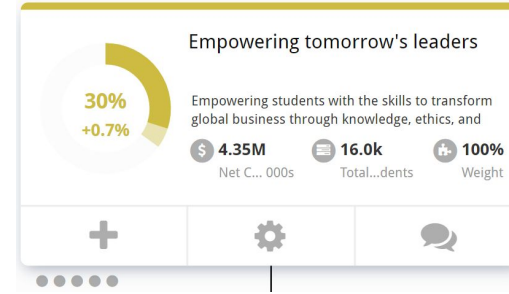 Empowering tomorrow's leaders
30%
+0.7%
Empowering students with the skills to transform
global business through knowledge, ethics, and
$ 4.35M
Net C... 000s
16.0k
Total...dents
100%
Weight